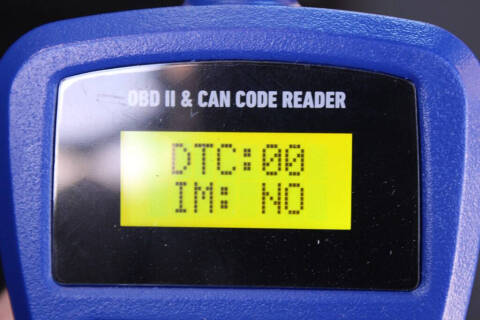 OBD II & CAN CODE READER
DTC:00
IM: NO